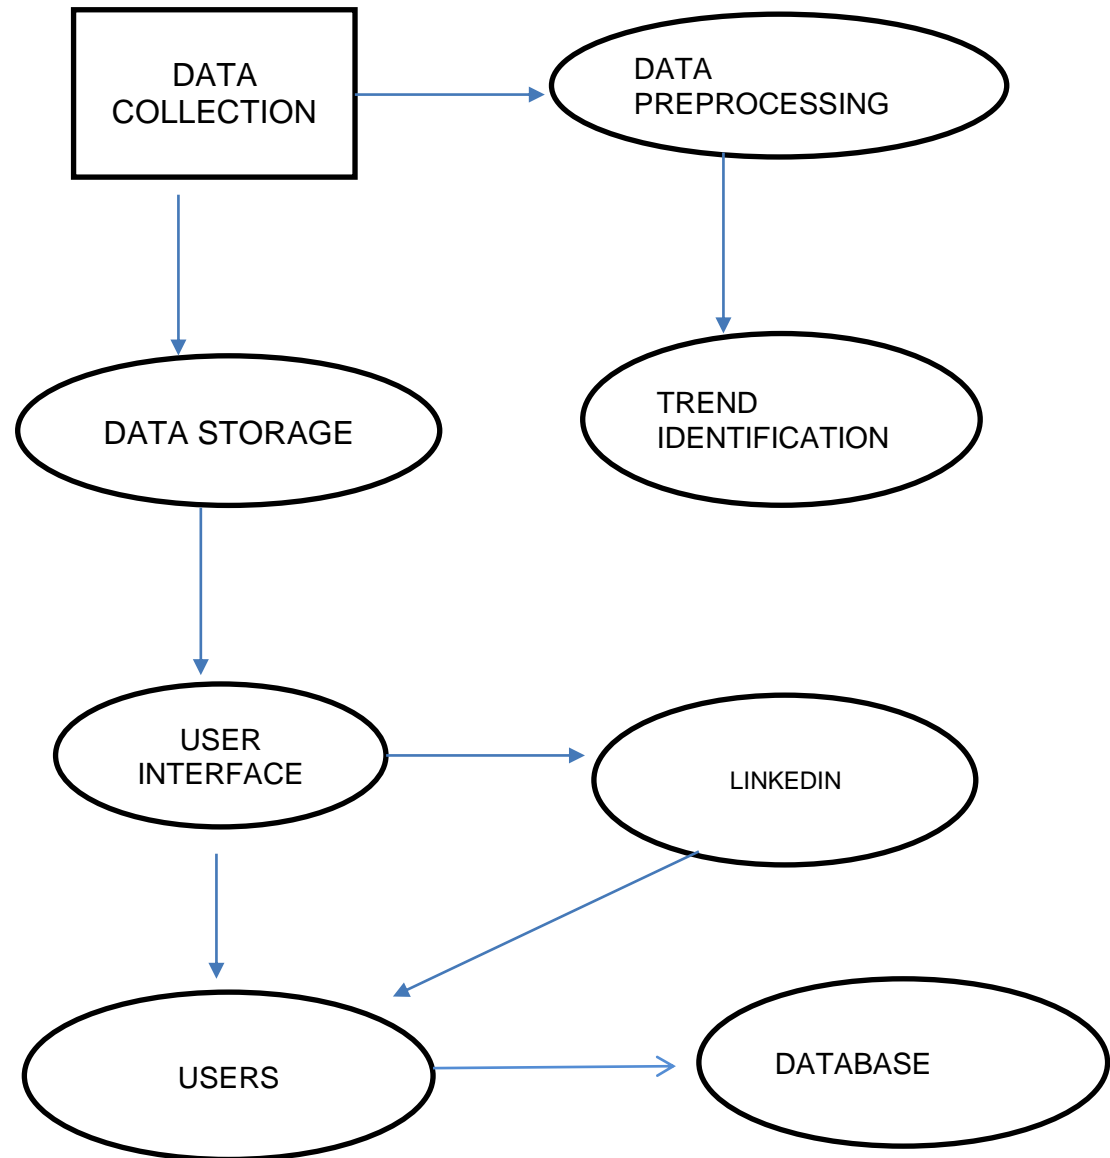 DATA
COLLECTION
DATA
PREPROCESSING
DATA STORAGE
TREND
IDENTIFICATION
USER
INTERFACE
LINKEDIN
USERS
DATABASE